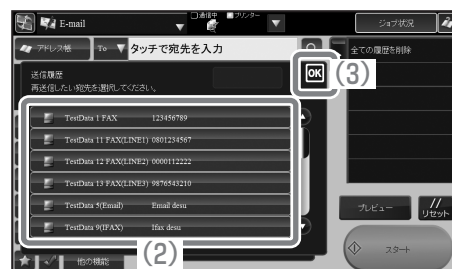 E-mail
通信中 プリンター
ジョブ状況
アドレス帳 To タッチで宛先を入力
全ての履歴を削除
送信履歴
再送信したい宛先を選択してください。
OK
(3)
TestData 1 FAX 123456789
TestData 11 FAX(LINE1) 0801234567
TestData 12 FAX(LINE2) 0000112222
TestData 13 FAX(LINE3) 9876543210
TestData 5(Email) Email desu
TestData 9(IFAX) Ifax desu
(2)
プレビュー
リセット
他の機能
スタート